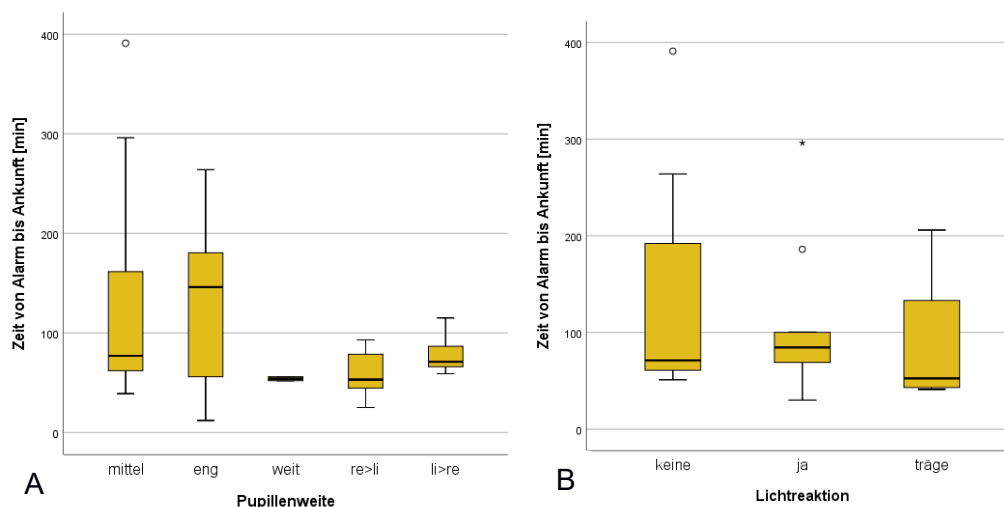 Zeit von Alarm bis Ankunft [min]
400
300
200
100
0
mittel eng weit re>li li>re
Pupillenweite
A
Zeit von Alarm bis Ankunft [min]
400
300
200
100
0
keine ja träge
Lichtreaktion
B